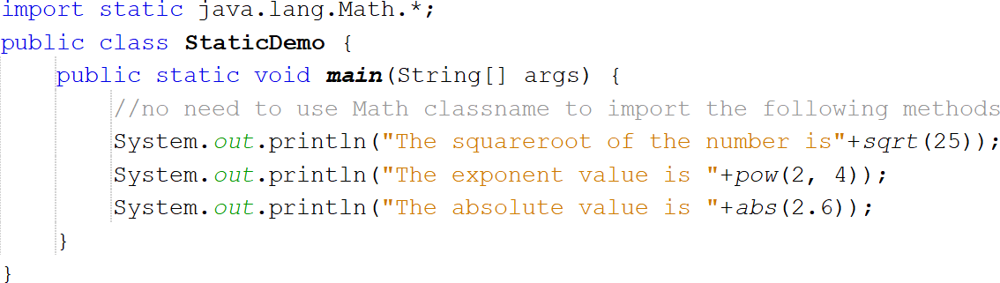 import static java.lang.Math.*;
public class StaticDemo {
public static void main(String[] args) {
//no need to use Math classname to import the following methods
System.out.println("The squareroot of the number is"+sqrt(25));
System.out.println("The exponent value is "+pow(2, 4));
System.out.println("The absolute value is "+abs(2.6));
}
}